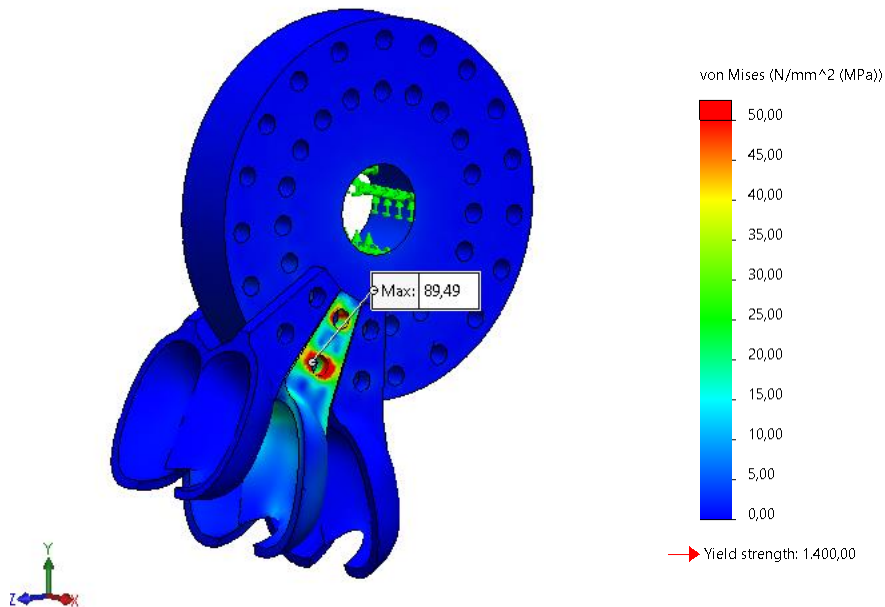 von Mises (N/mm^2 (MPa))
50,00
45,00
40,00
35,00
30,00
25,00
20,00
15,00
10,00
5,00
0,00
Yield strength: 1.400,00
Max: 89,49
Y
Z
X